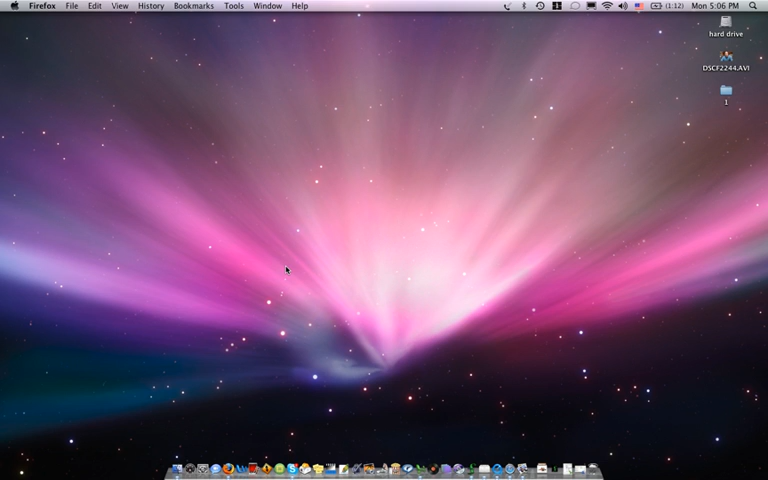 Firefox File Edit View History Bookmarks Tools Window Help (1:12) Mon 5:06 PM
hard drive
DSCF2244.AVI
1